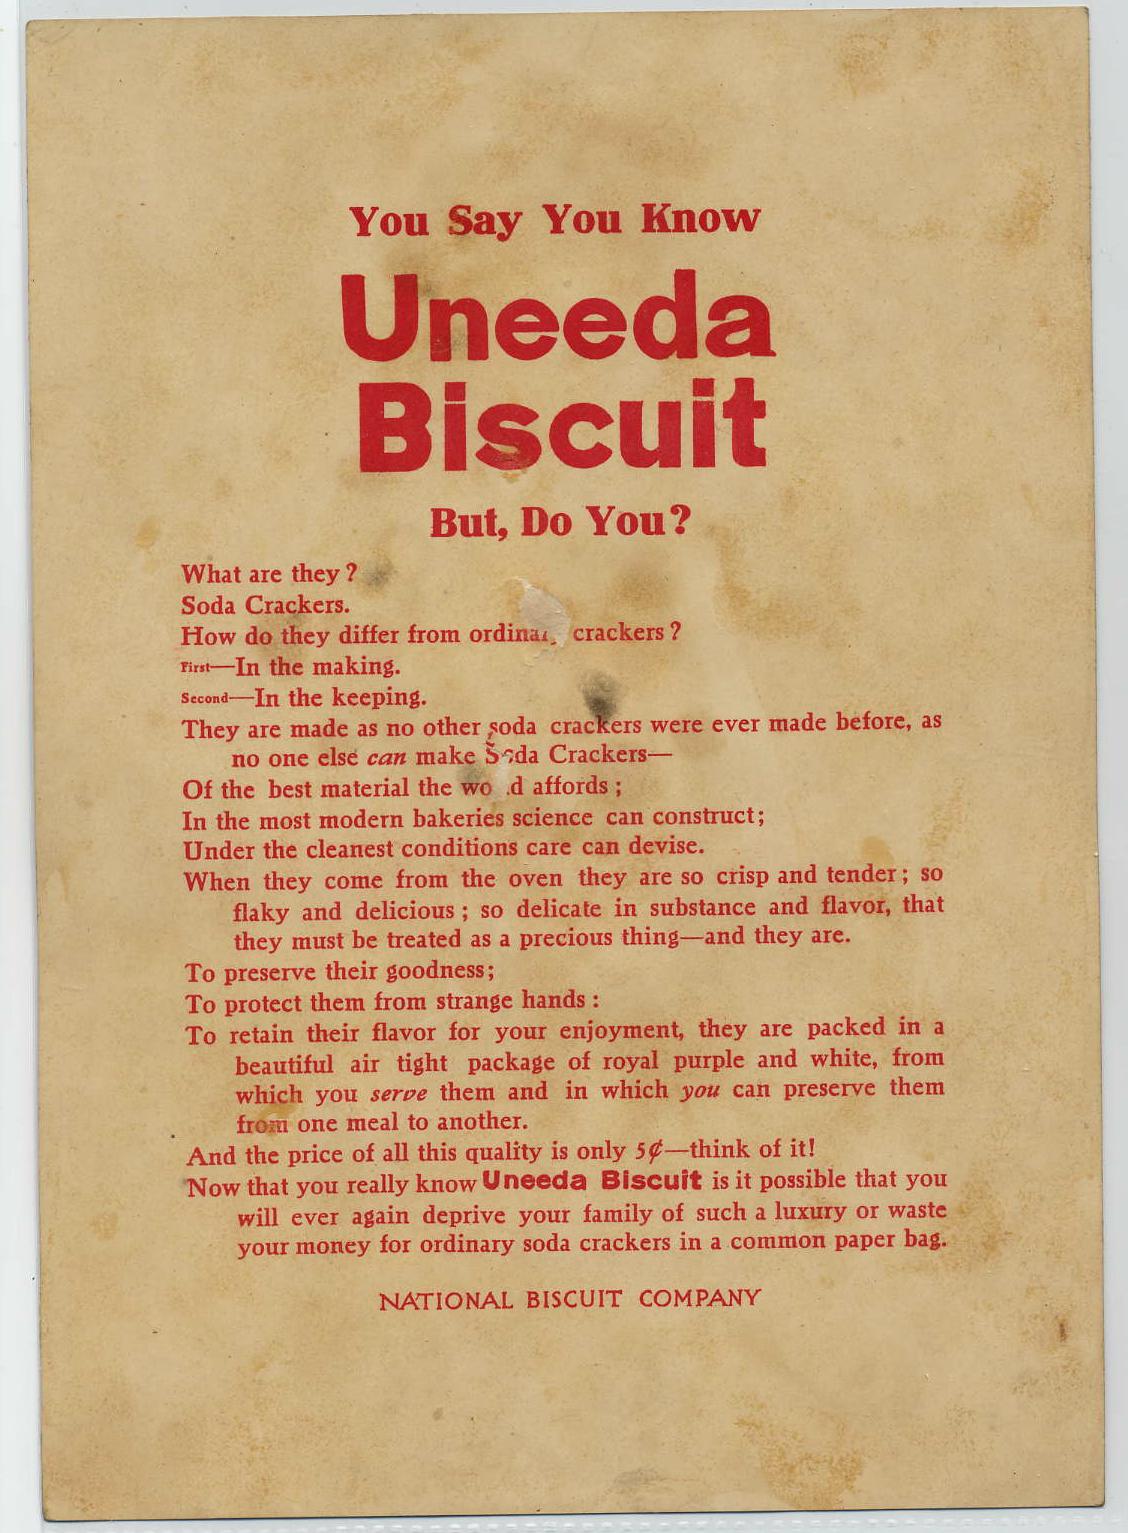 You Say You Know
Uneeda
Biscuit
But, Do You?
What are they?
Soda Crackers.
How do they differ from crackers?
First—In the making.
Second—In the keeping.
They are made as no other soda crackers were ever made before, as
no one else can make Soda Crackers—
Of the best material the affords;
In the most modern bakeries science can construct;
Under the cleanest conditions care can devise.
When they come from the oven they are so crisp and tender; so
flaky and delicious; so delicate in substance and flavor, that
they must be treated as a precious thing—and they are.
To preserve their goodness;
To protect them from strange hands:
To retain their flavor for your enjoyment, they are packed in a
beautiful air tight package of royal purple and white, from
which you serve them and in which you can preserve them
from one meal to another.
And the price of all this quality is only 5¢—think of it!
Now that you really know Uneeda Biscuit is it possible that you
will ever again deprive your family of such a luxury or waste
your money for ordinary soda crackers in a common paper bag.
NATIONAL BISCUIT COMPANY